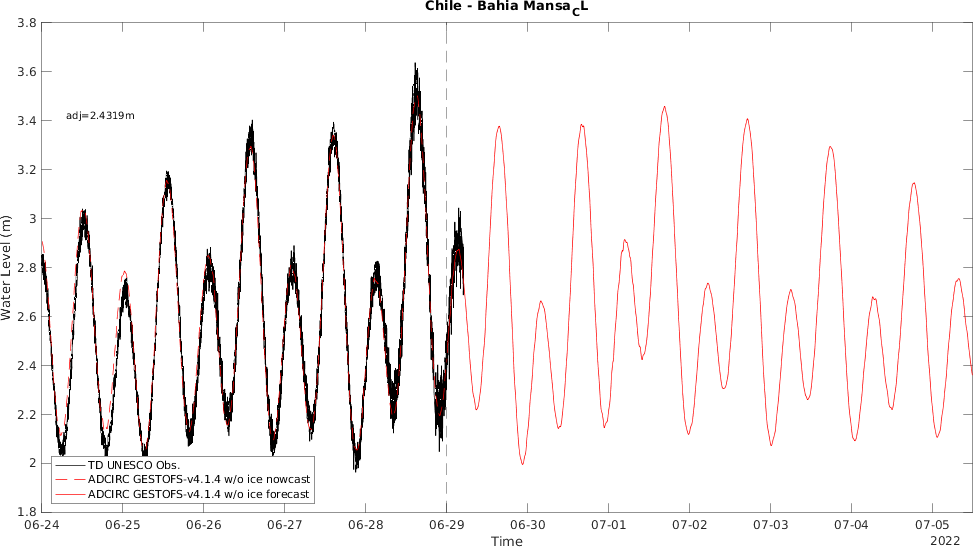 Chile - Bahia Mansa_CL
3.8
3.6
3.4
3.2
3
2.8
2.6
2.4
2.2
2
1.8
Water Level (m)
adj=2.4319m
TD UNESCO Obs.
ADCIRC GESTOFS-v4.1.4 w/o ice nowcast
ADCIRC GESTOFS-v4.1.4 w/o ice forecast
06-24 06-25 06-26 06-27 06-28 06-29 06-30 07-01 07-02 07-03 07-04 07-05
Time
2022